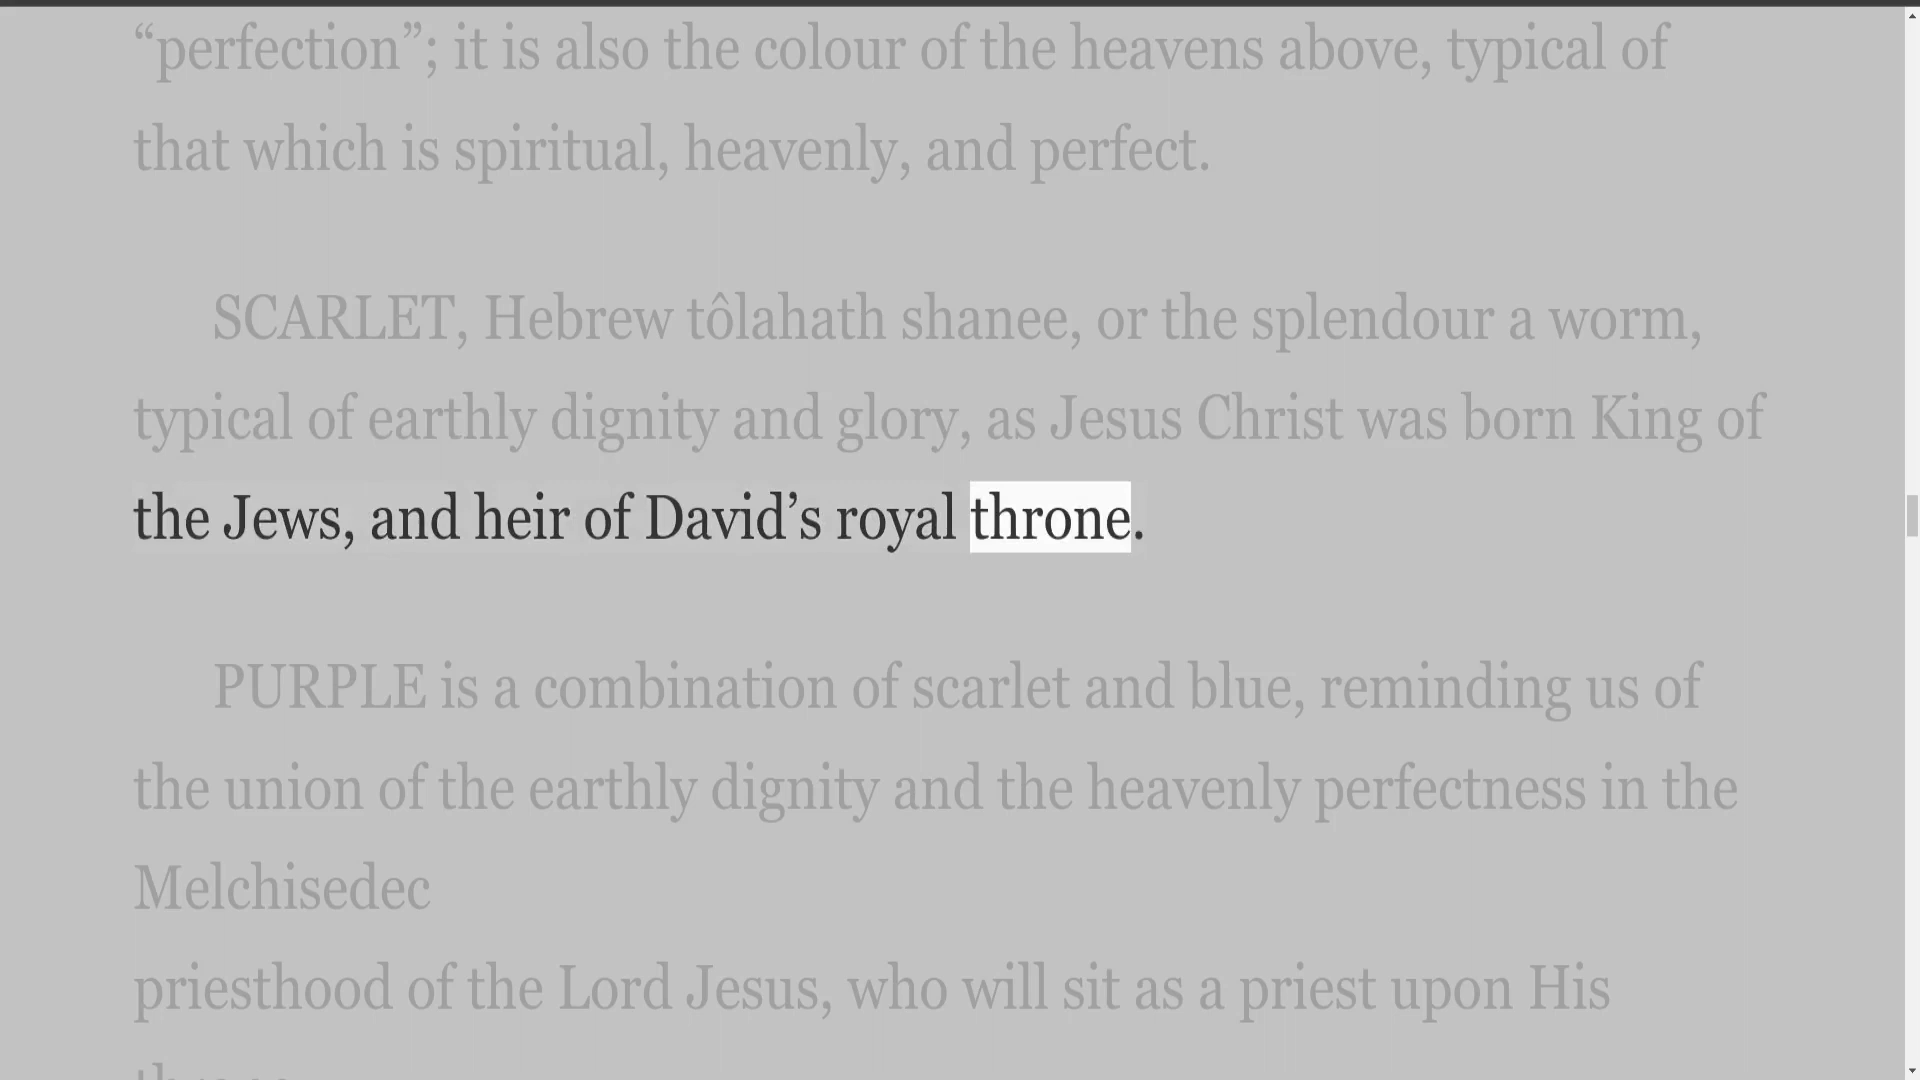 “perfection”; it is also the colour of the heavens above, typical of
that which is spiritual, heavenly, and perfect.
SCARLET, Hebrew tôlahath shanee, or the splendour a worm,
typical of earthly dignity and glory, as Jesus Christ was born King of
the Jews, and heir of David’s royal throne.
PURPLE is a combination of scarlet and blue, reminding us of
the union of the earthly dignity and the heavenly perfectness in the
Melchisedec
priesthood of the Lord Jesus, who will sit as a priest upon His